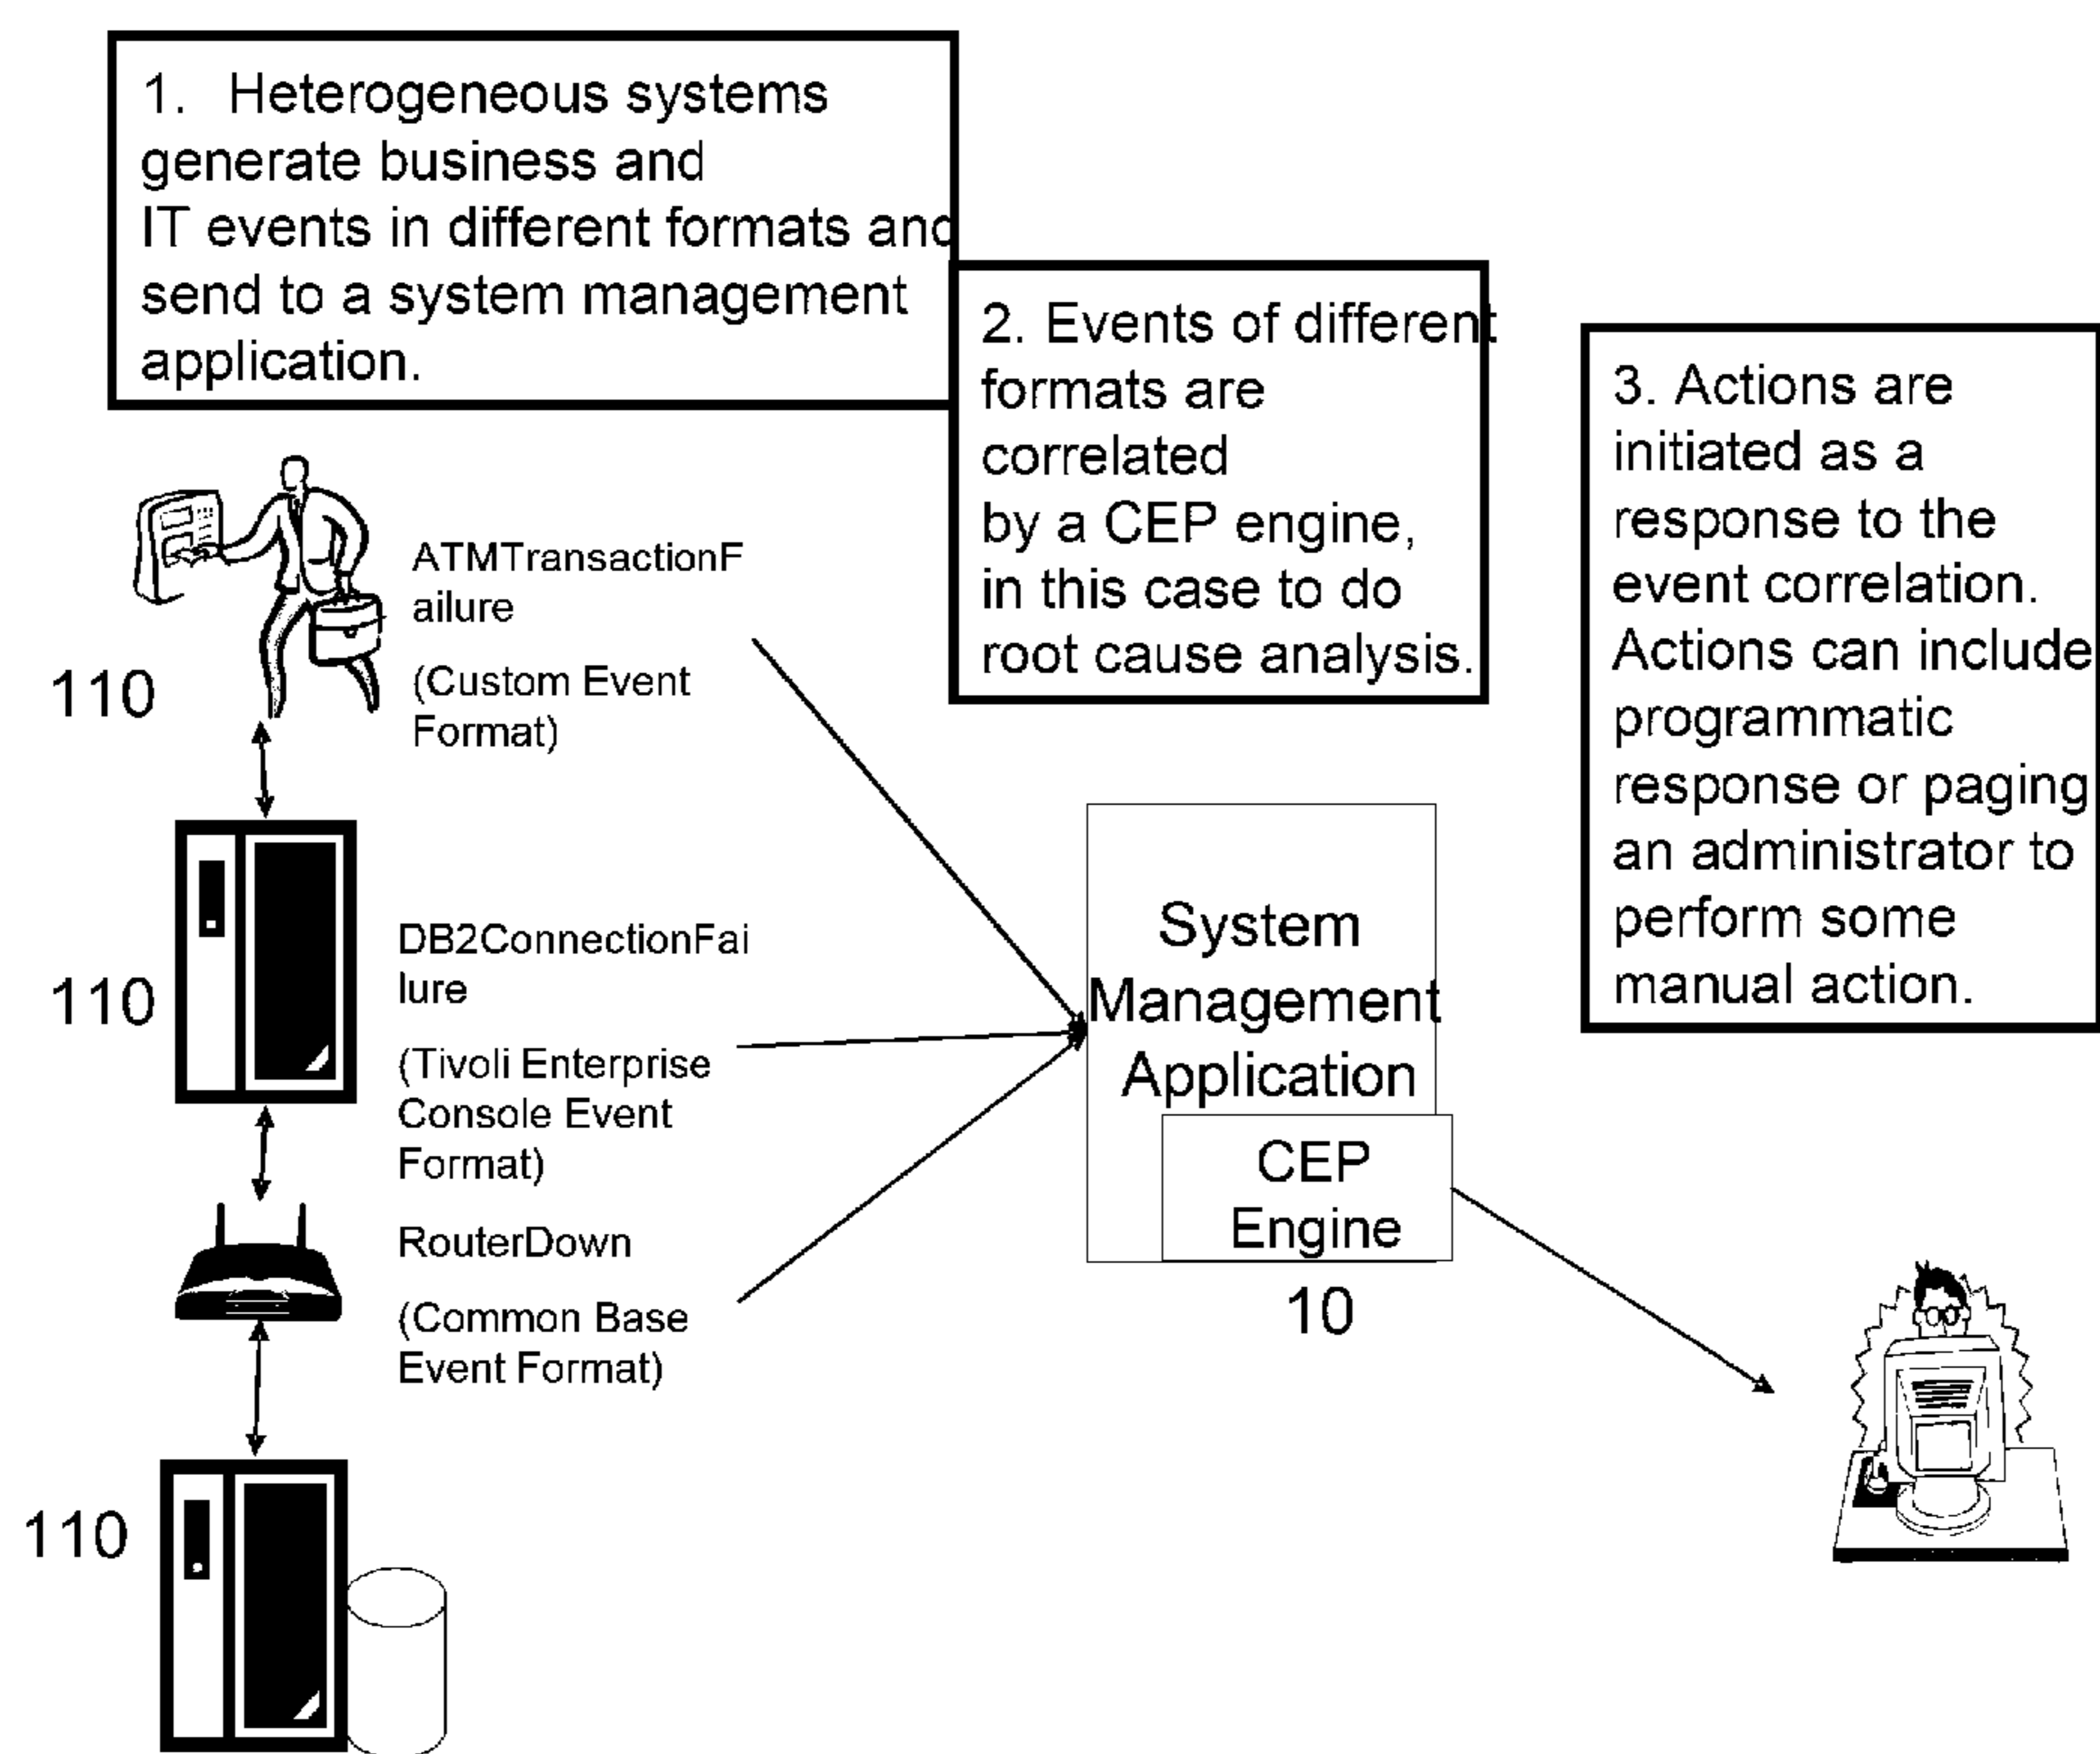 1. Heterogeneous systems
generate business and
IT events in different formats and
send to a system management
application.
2. Events of different
formats are
correlated
by a CEP engine,
in this case to do
root cause analysis.
3. Actions are
initiated as a
response to the
event correlation.
Actions can include
programmatic
response or paging
an administrator to
perform some
manual action.
ATMTransactionF
ailure
(Custom Event
Format)
110
DB2ConnectionFai
lure
(Tivoli Enterprise
Console Event
Format)
110
RouterDown
(Common Base
Event Format)
110
System
Management
Application
CEP
Engine
10